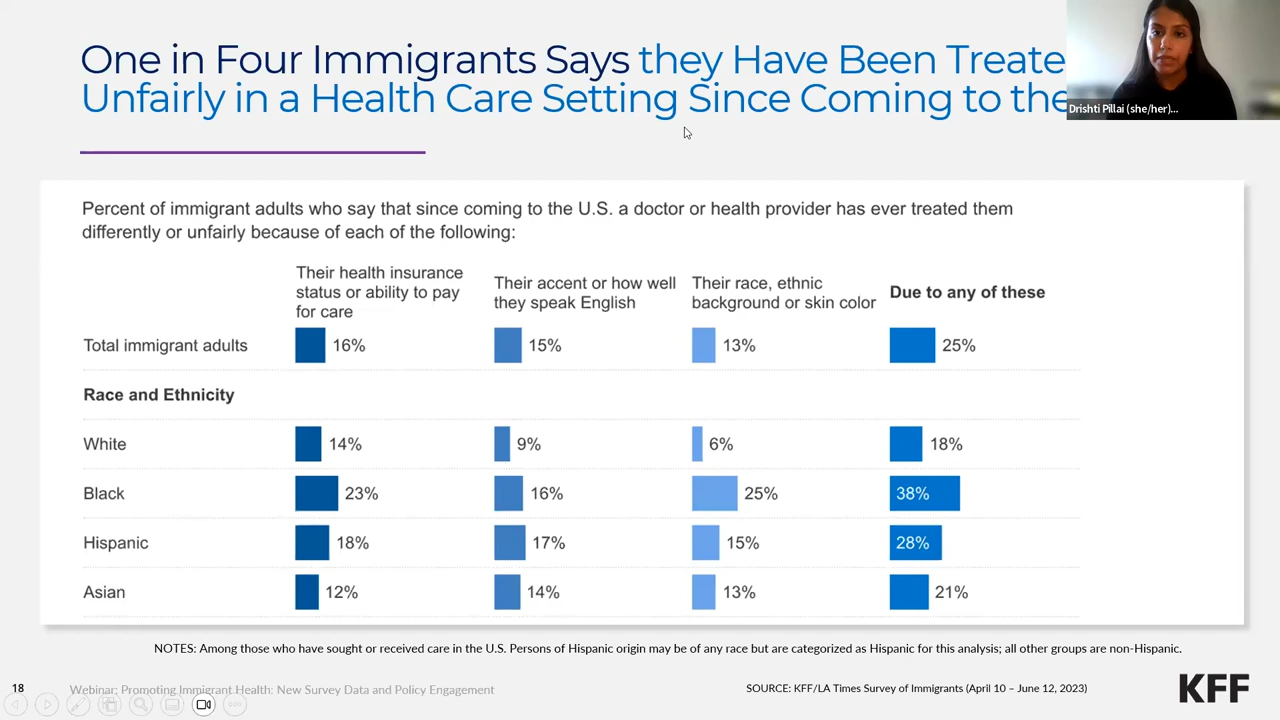 One in Four Immigrants Says they Have Been Treate
Unfairly in a Health Care Setting Since Coming to the
Drishti Pillai (she/her)...
Percent of immigrant adults who say that since coming to the U.S. a doctor or health provider has ever treated them
differently or unfairly because of each of the following:
Their health insurance
status or ability to pay
for care
Their accent or how well
they speak English
Their race, ethnic
background or skin color
Due to any of these
Total immigrant adults 16% 15% 13% 25%
Race and Ethnicity
White 14% 9% 6% 18%
Black 23% 16% 25% 38%
Hispanic 18% 17% 15% 28%
Asian 12% 14% 13% 21%
NOTES: Among those who have sought or received care in the U.S. Persons of Hispanic origin may be of any race but are categorized as Hispanic for this analysis; all other groups are non-Hispanic.
18
Webinar: Promoting Immigrant Health: New Survey Data and Policy Engagement
SOURCE: KFF/LA Times Survey of Immigrants (April 10 – June 12, 2023)
KFF